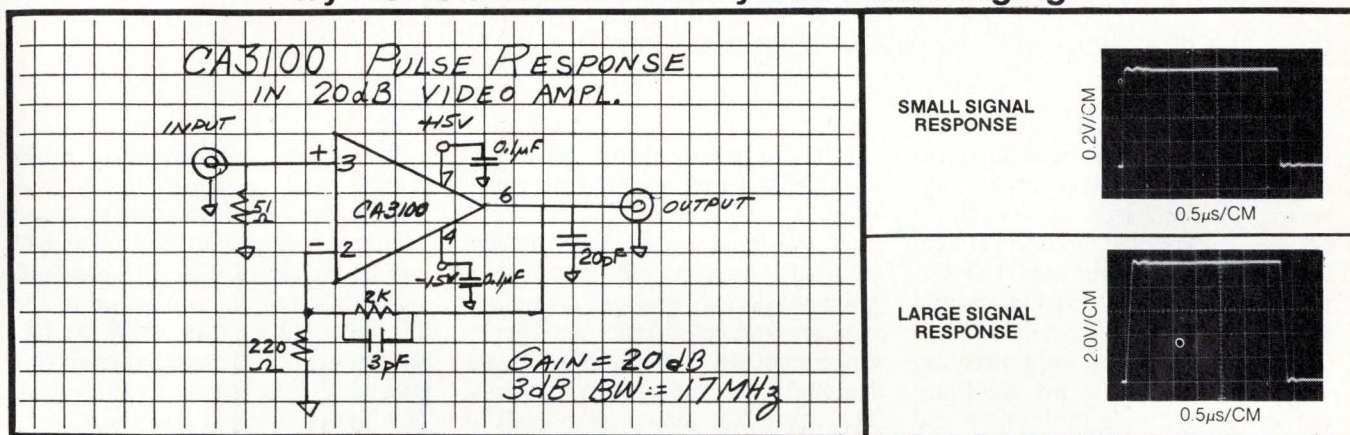 CA3100 PULSE RESPONSE
IN 20dB VIDEO AMPL.
INPUT
+15V
0.1µF
+
3
7
6
51
Ω
CA3100
OUTPUT
-
2
4
20pF
-15V
0.1µF
2K
220
Ω
3pF
GAIN = 20 dB
3dB BW = 17MHz
SMALL SIGNAL
RESPONSE
0.2V/CM
0.5µs/CM
LARGE SIGNAL
RESPONSE
2.0V/CM
0.5µs/CM